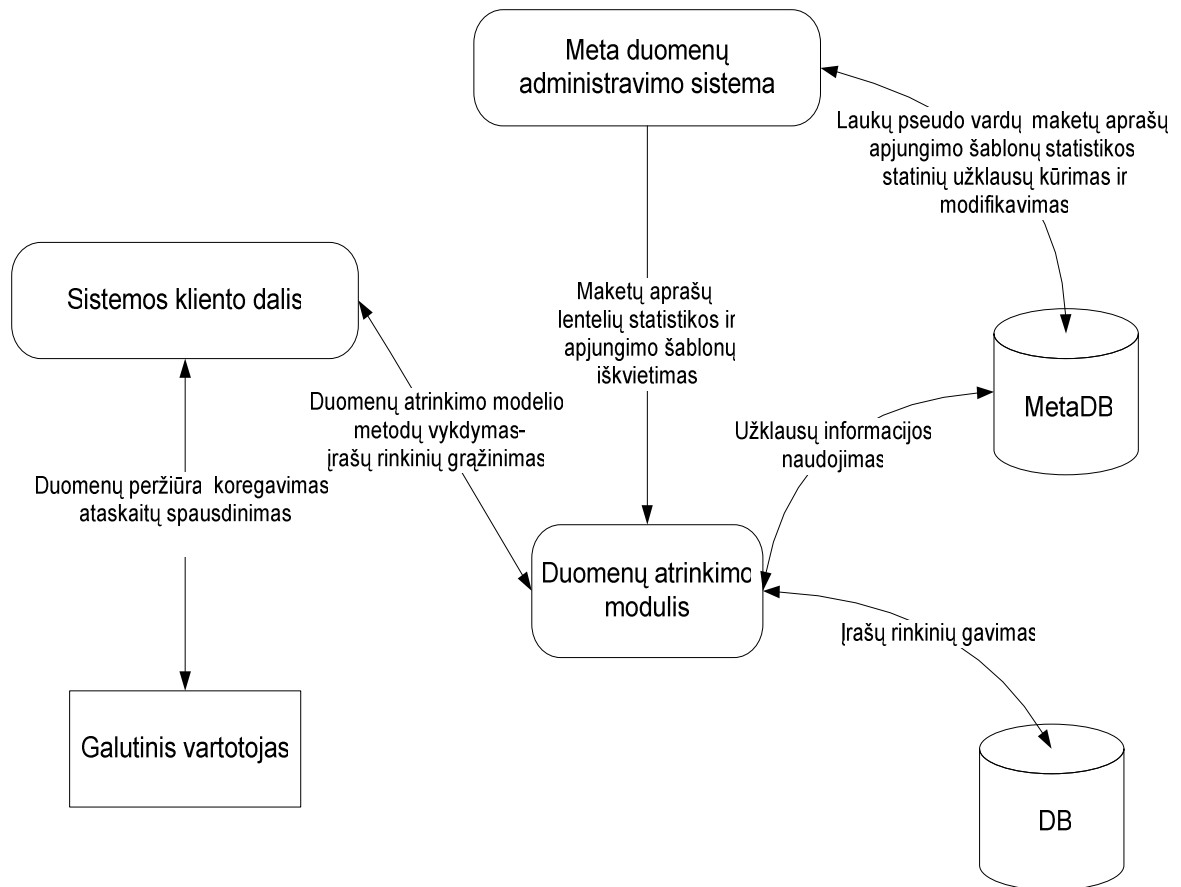 Meta duomenų
administravimo sistema
Laukų pseudo vardų maketų aprašų
apjungimo šablonų statistikos
statinių užklausų kūrimas ir
modifikavimas
Sistemos kliento dalis
Maketų aprašų
lentelių statistikos ir
apjungimo šablonų
iškvietimas
Duomenų atrinkimo modelio
metodų vykdymas-
įrašų rinkinių grąžinimas
MetaDB
Užklausų informacijos
naudojimas
Duomenų peržiūra koregavimas
ataskaitų spausdinimas
Duomenų atrinkimo
modulis
Įrašų rinkinių gavimas
Galutinis vartotojas
DB